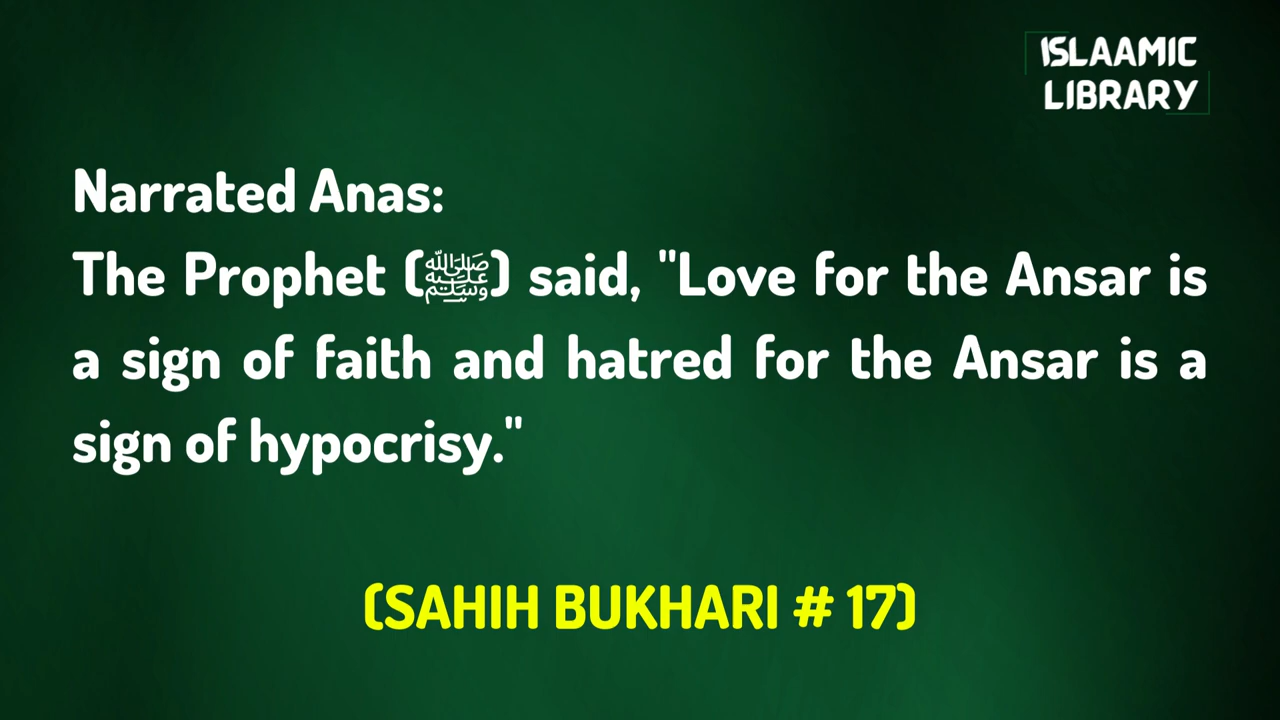 ISLAAMIC
LIBRARY
Narrated Anas:
The Prophet (ﷺ) said, "Love for the Ansar is
a sign of faith and hatred for the Ansar is a
sign of hypocrisy."
(SAHIH BUKHARI # 17)